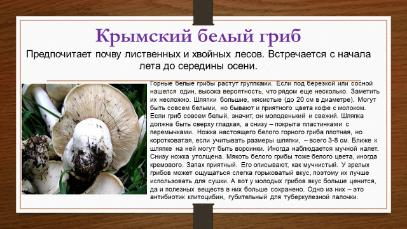 Крымский белый гриб
Предпочитает почву лиственных и хвойных лесов. Встречается с начала
лета до середины осени.
Горные белые грибы растут группками. Если под березкой или сосной
нашелся один, высока вероятность, что рядом еще несколько. Заметить
их несложно. Шляпки большие, мясистые (до 20 см в диаметре). Могут
быть совсем белыми, но бывают и приятного цвета кофе с молоком.
Если гриб совсем белый, значит, он молоденький и свежий. Шляпка
должна быть сверху гладкая, а снизу – покрыта пластинками с
перемычками. Ножка настоящего белого горного гриба плотная, но
коротковатая, если учитывать размеры шляпки, – всего 3-8 см. Ближе к
шляпке на ней могут быть ворсинки. Иногда наблюдается мучной налет.
Снизу ножка утолщена. Мякоть белого грибы тоже белого цвета, иногда
кремового. Запах приятный. Его описывают, как мучнистый. У зрелых
грибов может ощущаться слегка горьковатый вкус, поэтому их лучше
использовать для сушки. А вот у молодых грибов вкус больше ценится,
да и полезных веществ в них больше сохранено. Одно из них – это
антибиотик клитоцибин, губительный для туберкулезной палочки.